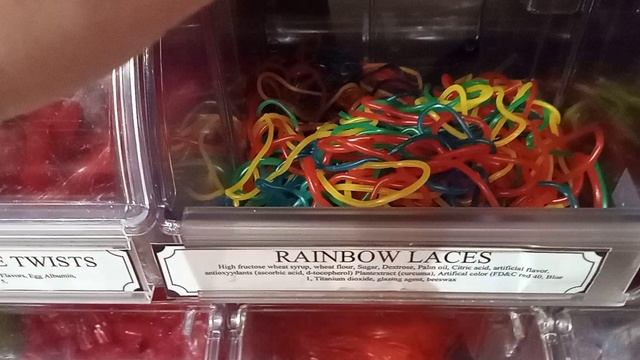 E TWISTS
Flavors, Egg Albumin,
RAINBOW LACES
High fructose wheat syrup, wheat flour, Sugar, Dextrose, Palm oil, Citric acid, artificial flavor,
antioxydants (ascorbic acid, d-tocopherol) Plantextract (curcuma), Artifical color (FD&C red 40, Blue
1, Titanium dioxide, glazing agent, beeswax